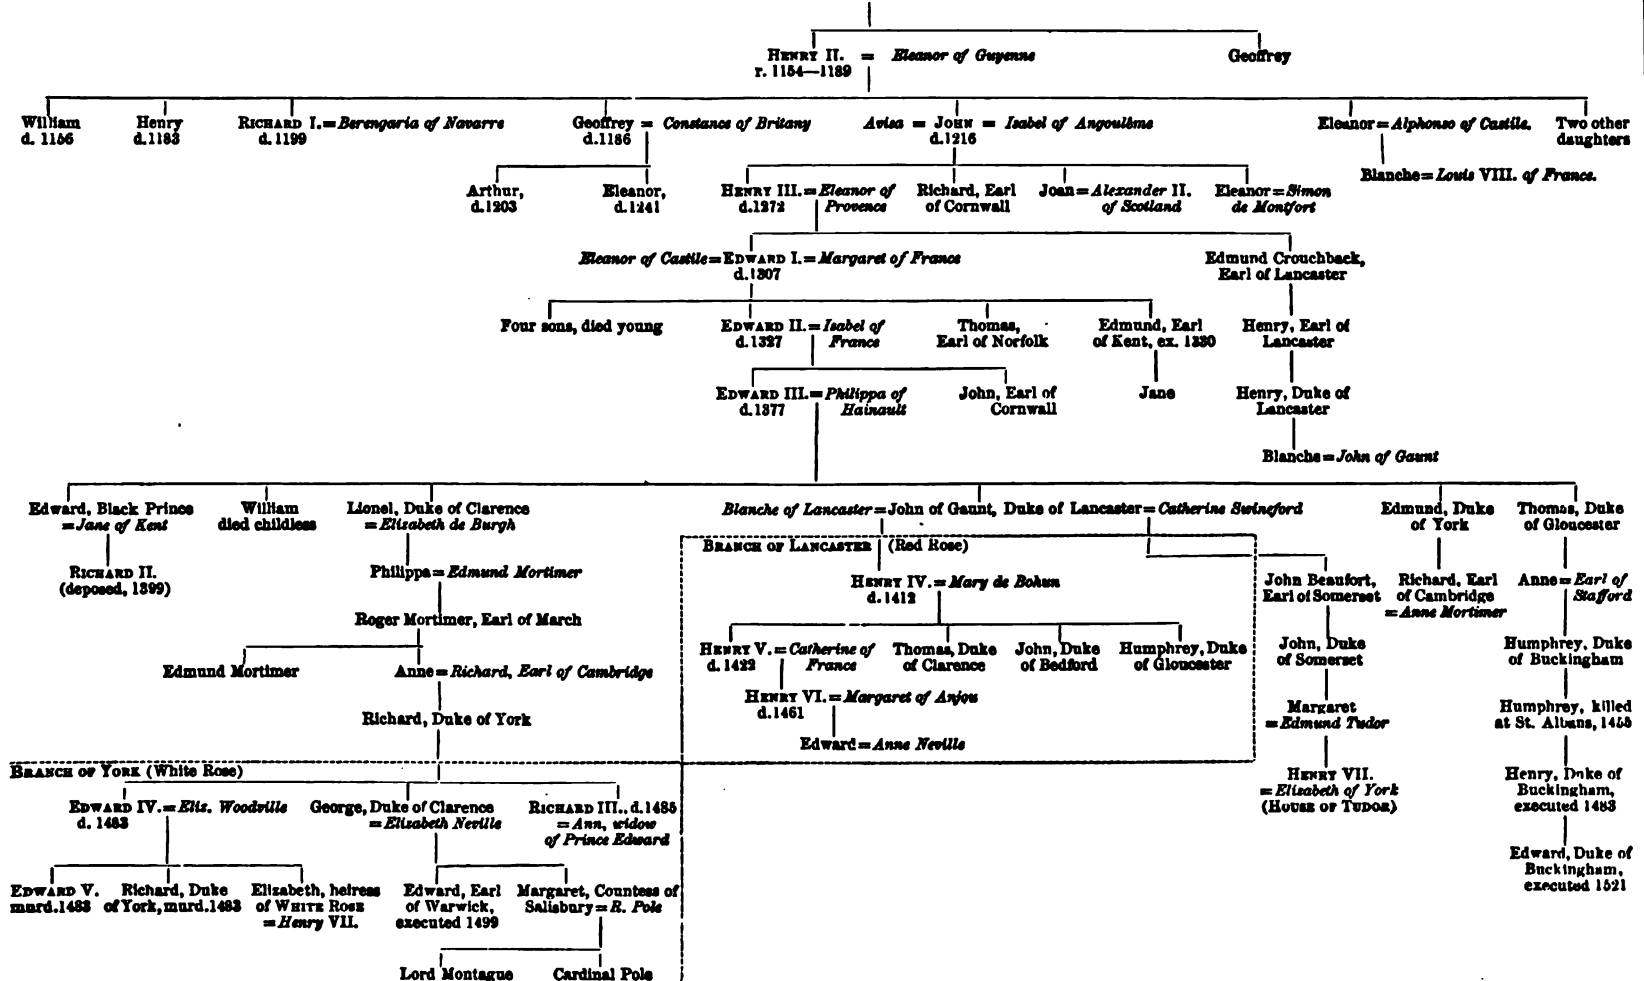 HENRY II. = Eleanor of Guyenne Geoffrey
r. 1154—1189
William Henry RICHARD I.=Berengaria of Navarre Geoffrey = Constance of Britany Avisa = JOHN = Isabel of Angoulême Eleanor=Alphonso of Castile. Two other
d. 1156 d.1183 d.1199 d.1186 d.1216 daughters
Blanche=Louis VIII. of France.
Arthur, Eleanor, HENRY III.=Eleanor of Richard, Earl Joan=Alexander II. Eleanor=Simon
d.1203 d.1241 d.1272 Provence of Cornwall of Scotland de Montfort
Eleanor of Castile=EDWARD I.=Margaret of France Edmund Crouchback,
d.1307 Earl of Lancaster
Four sons, died young EDWARD II.=Isabel of Thomas, Edmund, Earl Henry, Earl of
d.1327 France Earl of Norfolk of Kent, ex. 1330 Lancaster
EDWARD III.=Philippa of John, Earl of Jane Henry, Duke of
d.1377 Hainault Cornwall Lancaster
Blanche=John of Gaunt
Edward, Black Prince William Lionel, Duke of Clarence Blanche of Lancaster=John of Gaunt, Duke of Lancaster=Catherine Swineford Edmund, Duke Thomas, Duke
=Jane of Kent died childless =Elizabeth de Burgh of York of Gloucester
BRANCH OF LANCASTER (Red Rose)
RICHARD II. Philippa=Edmund Mortimer HENRY IV.=Mary de Bohun John Beaufort, Richard, Earl Anne=Earl of
(deposed, 1399) d.1412 Earl of Somerset of Cambridge Stafford
=Anne Mortimer
Roger Mortimer, Earl of March
HENRY V.=Catherine of Thomas, Duke John, Duke Humphrey, Duke John, Duke Humphrey, Duke
d. 1422 France of Clarence of Bedford of Gloucester of Somerset of Buckingham
Edmund Mortimer Anne=Richard, Earl of Cambridge
HENRY VI.=Margaret of Anjou Margaret Humphrey, killed
d.1461 =Edmund Tudor at St. Albans, 1455
Richard, Duke of York
Edward=Anne Neville
BRANCH OF YORK (White Rose) HENRY VII. Henry, Duke of
=Elizabeth of York Buckingham,
(HOUSE OF TUDOR) executed 1483
EDWARD IV.=Eliz. Woodville George, Duke of Clarence RICHARD III., d.1485
d. 1483 =Elizabeth Neville =Ann, widow
of Prince Edward
Edward, Duke of
Buckingham,
executed 1521
EDWARD V. Richard, Duke Elizabeth, heiress Edward, Earl Margaret, Countess of
murd.1483 of York, murd.1483 of WHITE ROSE of Warwick, Salisbury=R. Pole
=Henry VII. executed 1499
Lord Montague Cardinal Pole